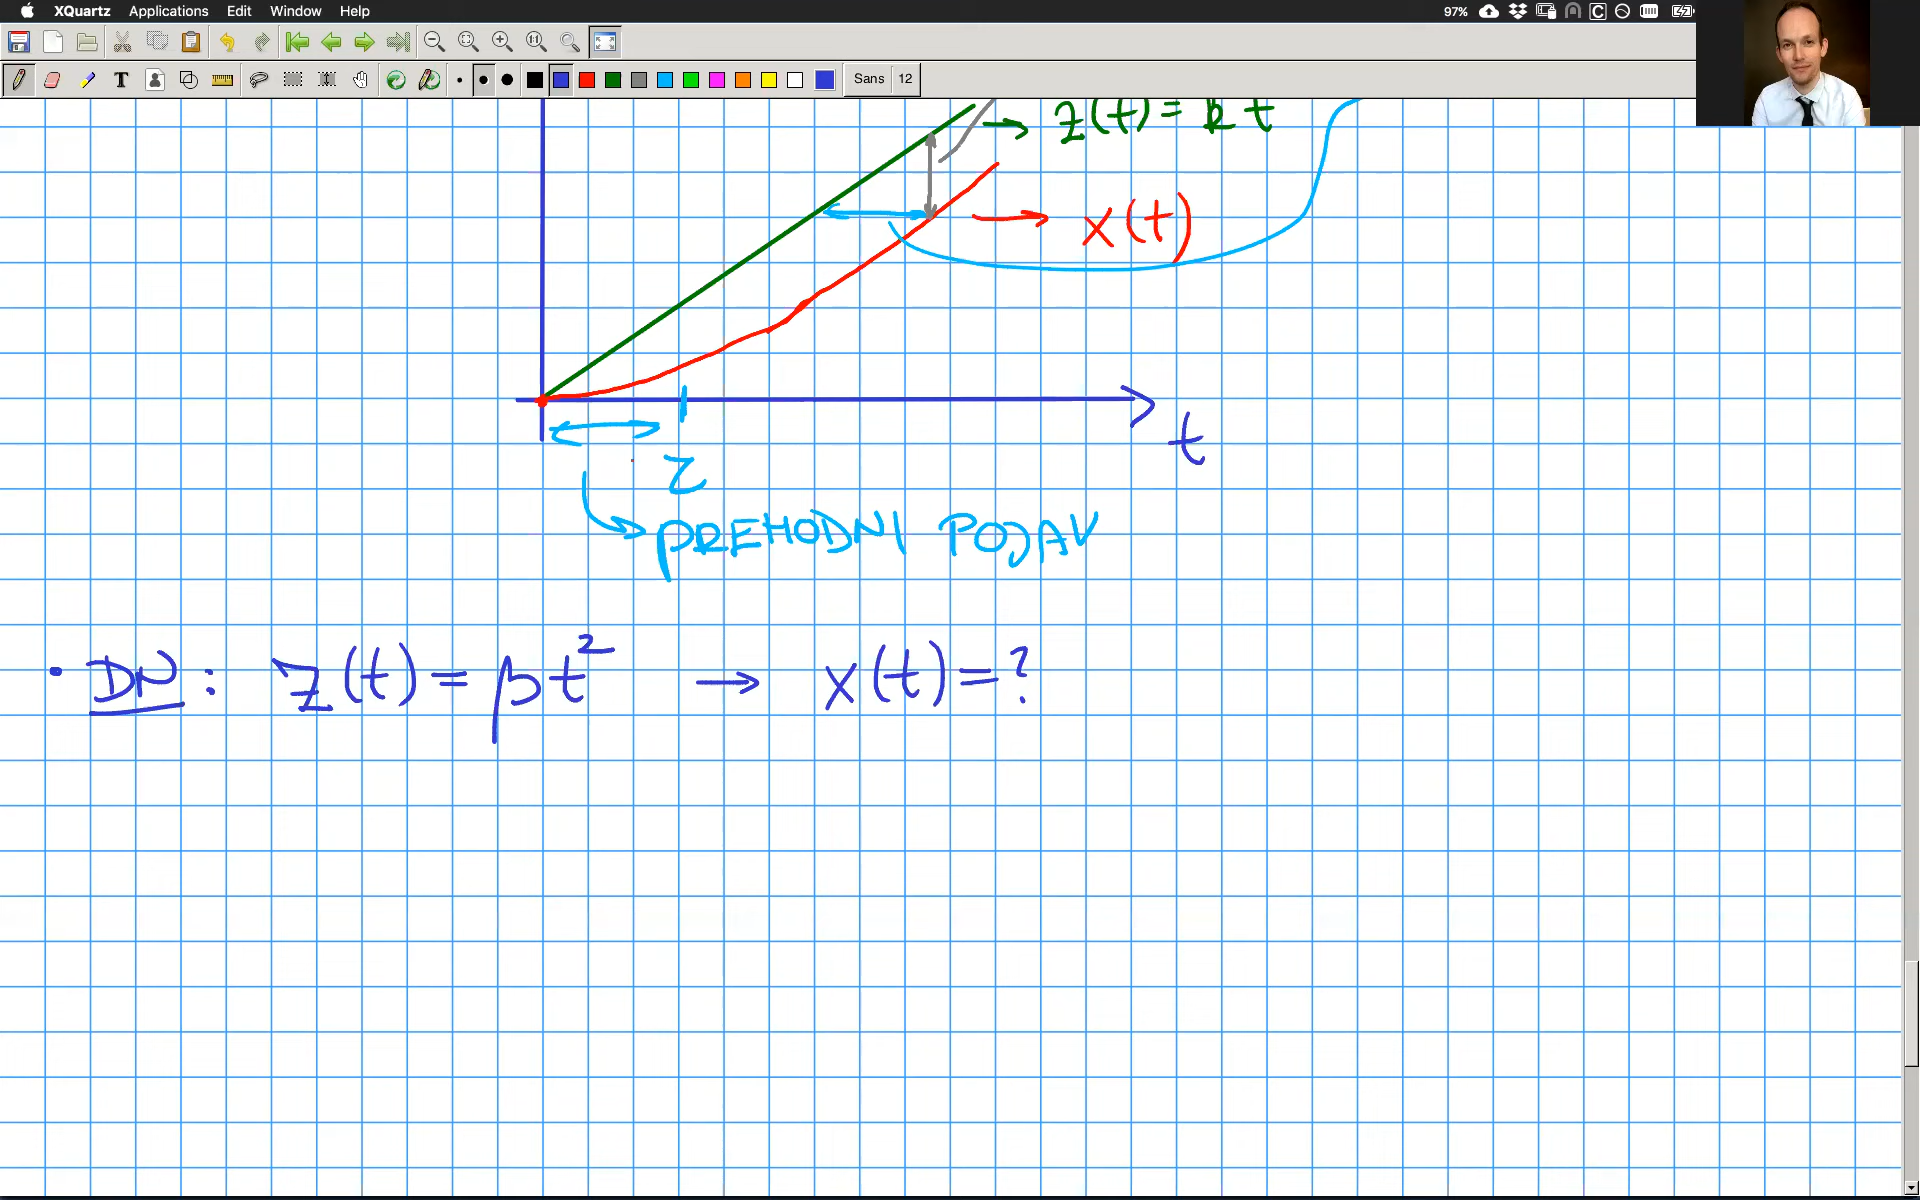 XQuartz Applications Edit Window Help 97%
T Sans 12
z(t) = k t
x(t)
t
τ
PREHODNI POJAV
• DN: z(t) = βt² → x(t) = ?